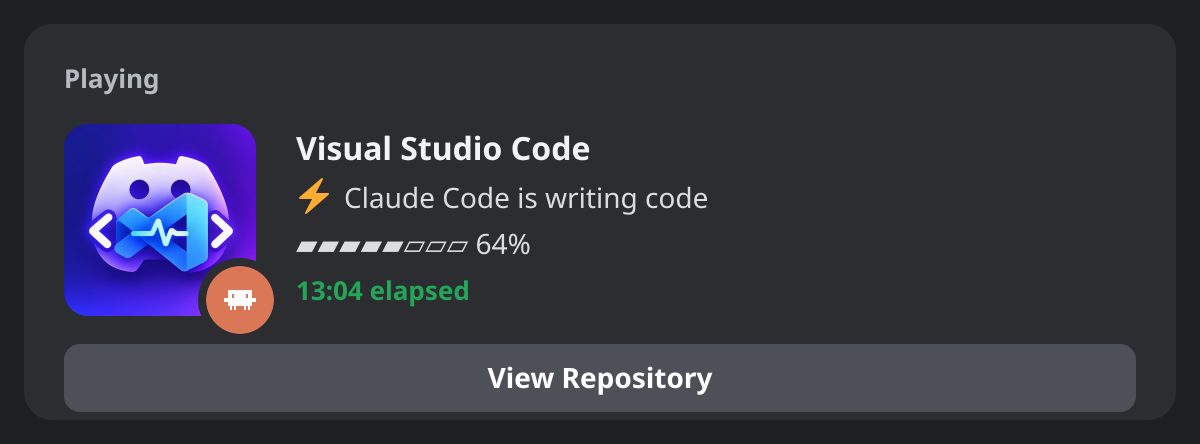 Playing
Visual Studio Code
⚡ Claude Code is writing code
▰▰▰▰▰▱▱▱ 64%
13:04 elapsed
View Repository